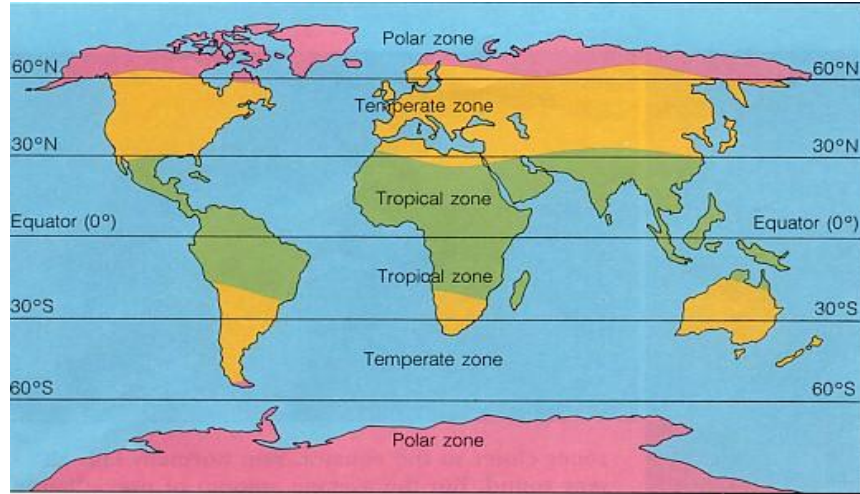 Polar zone
60°N 60°N
Temperate zone
30°N 30°N
Tropical zone
Equator (0°) Equator (0°)
Tropical zone
30°S 30°S
Temperate zone
60°S 60°S
Polar zone